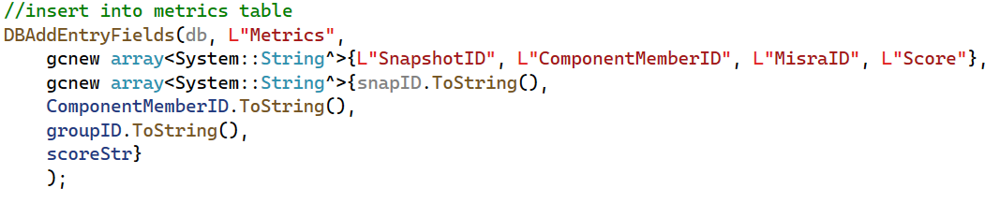 //insert into metrics table
DBAddEntryFields(db, L"Metrics",
    gcnew array<System::String^>{L"SnapshotID", L"ComponentMemberID", L"MisraID", L"Score"},
    gcnew array<System::String^>{snapID.ToString(),
    ComponentMemberID.ToString(),
    groupID.ToString(),
    scoreStr}
    );